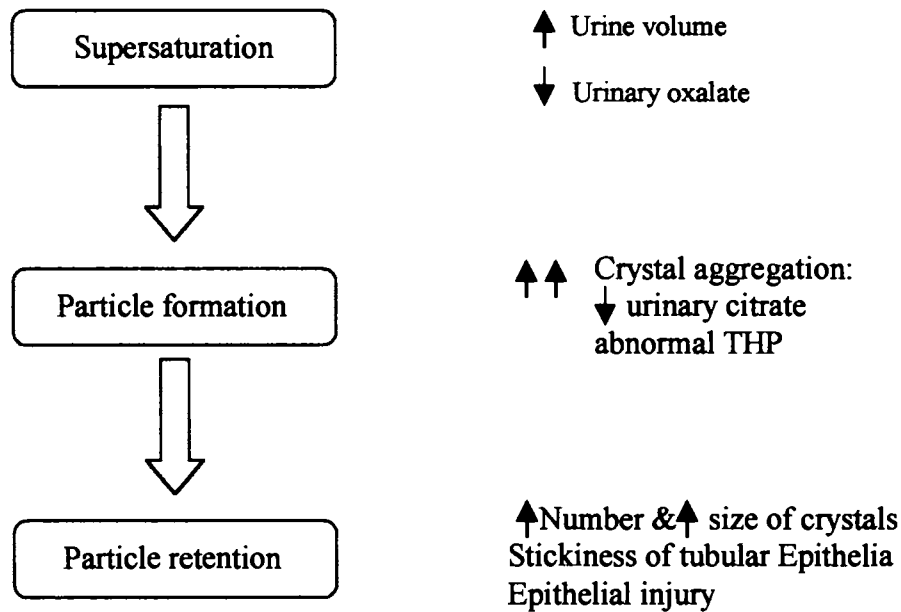 Supersaturation
↑ Urine volume
↓ Urinary oxalate
Particle formation
↑↑ Crystal aggregation:
↓ urinary citrate
abnormal THP
Particle retention
↑Number &↑ size of crystals
Stickiness of tubular Epithelia
Epithelial injury